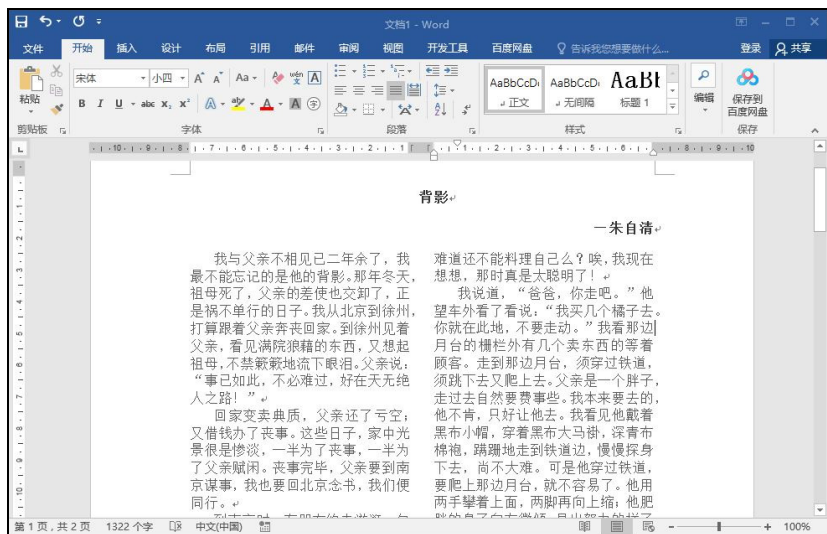 文档1 - Word
文件 开始 插入 设计 布局 引用 邮件 审阅 视图 开发工具 百度网盘 告诉我您想要做什么... 登录 共享
宋体 小四 A A Aa wén 文 A
粘贴 B I U abc X₂ X² A A A 字
AaBbCcDı AaBbCcDı AaBł
正文 无间隔 标题 1
编辑 保存到
百度网盘
剪贴板 字体 段落 样式 保存
背影
一朱自清
我与父亲不相见已二年余了,我
最不能忘记的是他的背影。那年冬天,
祖母死了,父亲的差使也交卸了,正
是祸不单行的日子。我从北京到徐州,
打算跟着父亲奔丧回家。到徐州见着
父亲,看见满院狼藉的东西,又想起
祖母,不禁簌簌地流下眼泪。父亲说:
“事已如此,不必难过,好在天无绝
人之路!”
回家变卖典质,父亲还了亏空;
又借钱办了丧事。这些日子,家中光
景很是惨淡,一半为了丧事,一半为
了父亲赋闲。丧事完毕,父亲要到南
京谋事,我也要回北京念书,我们便
同行。
难道还不能料理自己么?唉,我现在
想想,那时真是太聪明了!
我说道,“爸爸,你走吧。”他
望车外看了看说:“我买几个橘子去。
你就在此地,不要走动。”我看那边
月台的栅栏外有几个卖东西的等着
顾客。走到那边月台,须穿过铁道,
须跳下去又爬上去。父亲是一个胖子,
走过去自然要费事些。我本来要去的,
他不肯,只好让他去。我看见他戴着
黑布小帽,穿着黑布大马褂,深青布
棉袍,蹒跚地走到铁道边,慢慢探身
下去,尚不大难。可是他穿过铁道,
要爬上那边月台,就不容易了。他用
两手攀着上面,两脚再向上缩;他肥
第 1 页,共 2 页 1322 个字 中文(中国) 100%